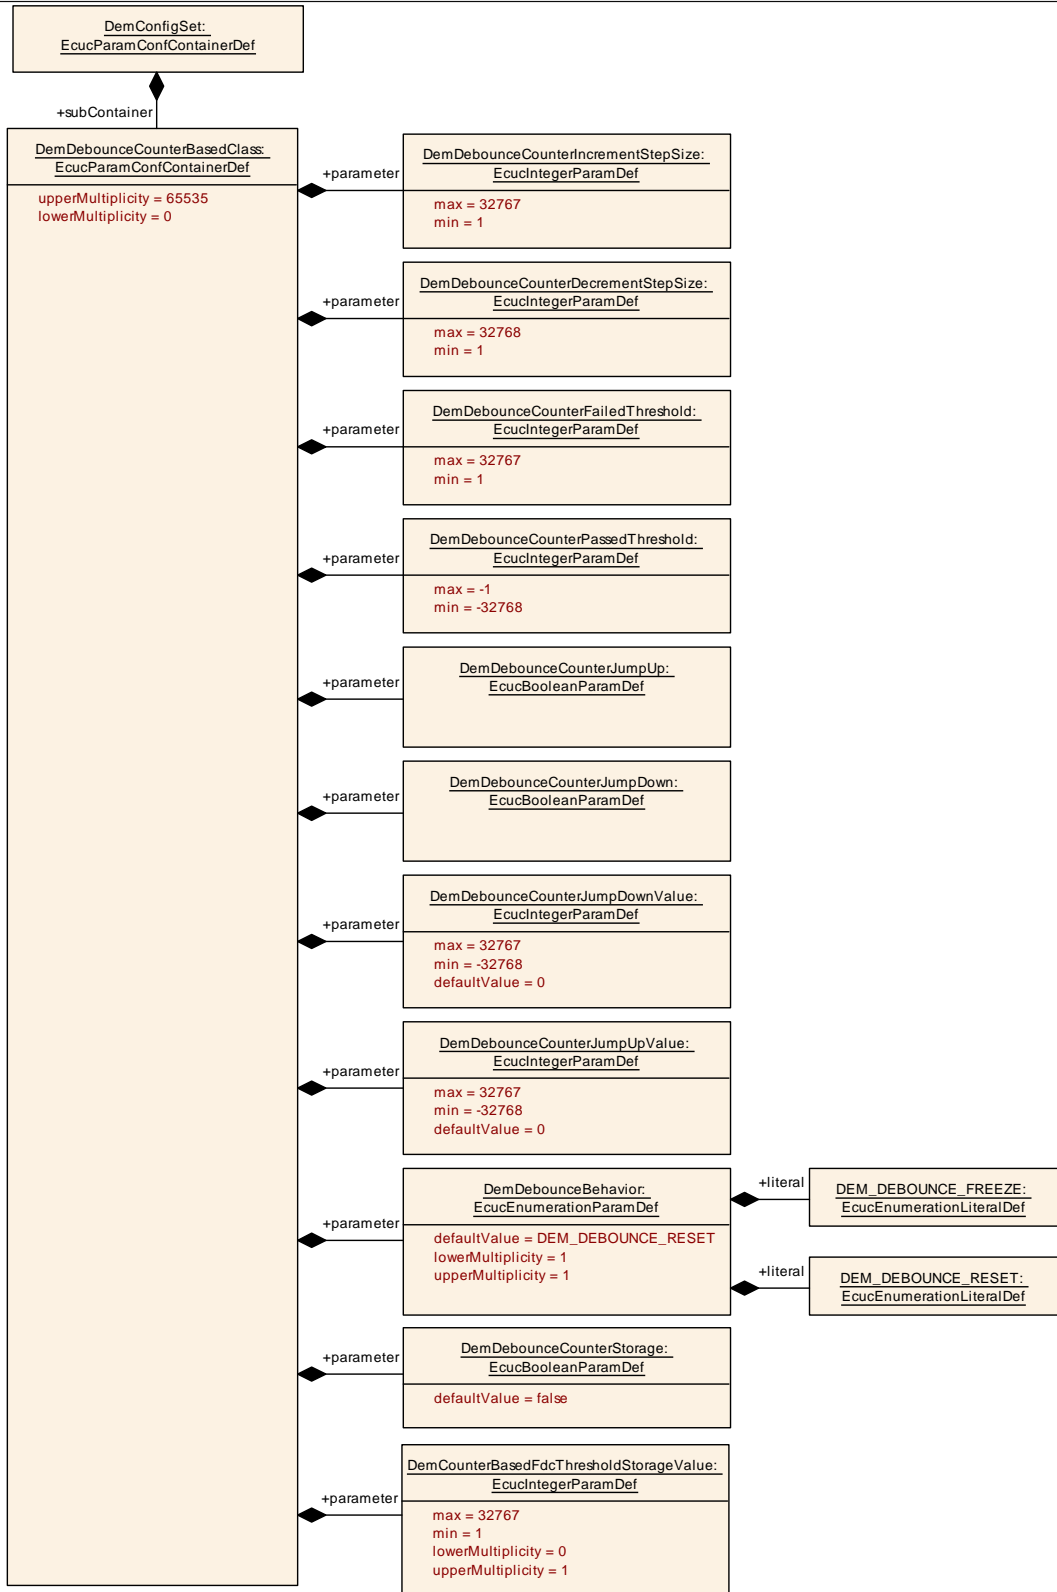 DemConfigSet:
EcucParamConfContainerDef
+subContainer
DemDebounceCounterBasedClass:
EcucParamConfContainerDef
upperMultiplicity = 65535
lowerMultiplicity = 0
+parameter
DemDebounceCounterIncrementStepSize:
EcucIntegerParamDef
max = 32767
min = 1
+parameter
DemDebounceCounterDecrementStepSize:
EcucIntegerParamDef
max = 32768
min = 1
+parameter
DemDebounceCounterFailedThreshold:
EcucIntegerParamDef
max = 32767
min = 1
+parameter
DemDebounceCounterPassedThreshold:
EcucIntegerParamDef
max = -1
min = -32768
+parameter
DemDebounceCounterJumpUp:
EcucBooleanParamDef
+parameter
DemDebounceCounterJumpDown:
EcucBooleanParamDef
+parameter
DemDebounceCounterJumpDownValue:
EcucIntegerParamDef
max = 32767
min = -32768
defaultValue = 0
+parameter
DemDebounceCounterJumpUpValue:
EcucIntegerParamDef
max = 32767
min = -32768
defaultValue = 0
+parameter
DemDebounceBehavior:
EcucEnumerationParamDef
defaultValue = DEM_DEBOUNCE_RESET
lowerMultiplicity = 1
upperMultiplicity = 1
+literal
DEM_DEBOUNCE_FREEZE:
EcucEnumerationLiteralDef
+literal
DEM_DEBOUNCE_RESET:
EcucEnumerationLiteralDef
+parameter
DemDebounceCounterStorage:
EcucBooleanParamDef
defaultValue = false
+parameter
DemCounterBasedFdcThresholdStorageValue:
EcucIntegerParamDef
max = 32767
min = 1
lowerMultiplicity = 0
upperMultiplicity = 1